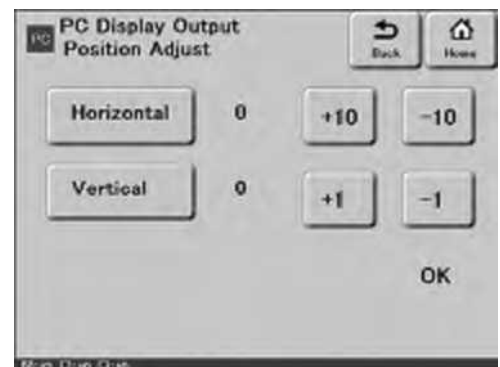 PC
PC Display Output
Position Adjust
Back
Home
Horizontal 0 +10 -10
Vertical 0 +1 -1
OK